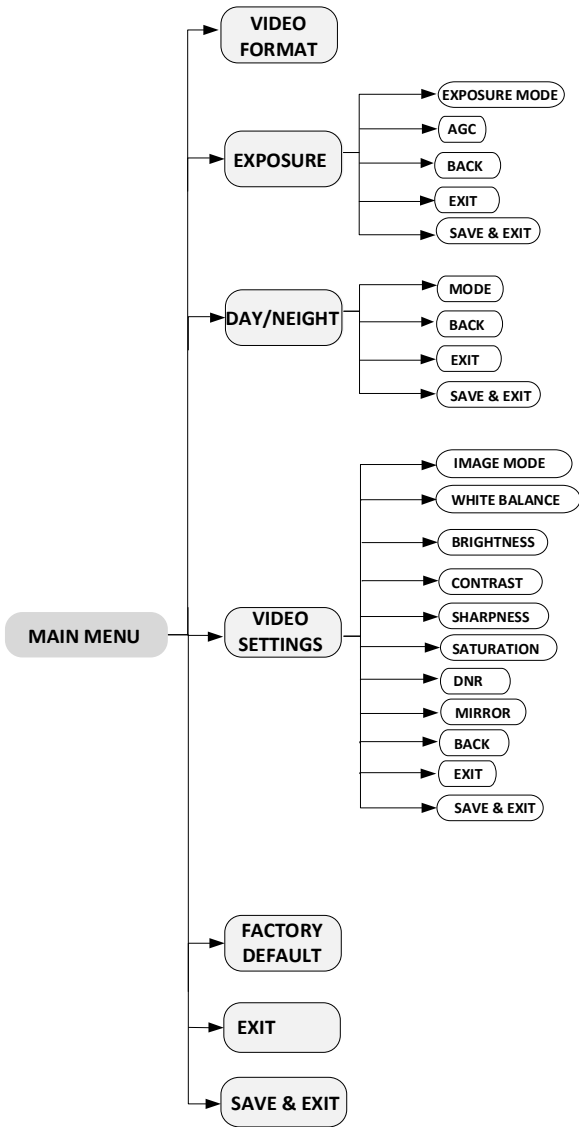 VIDEO
FORMAT
EXPOSURE
EXPOSURE MODE
AGC
BACK
EXIT
SAVE & EXIT
DAY/NEIGHT
MODE
BACK
EXIT
SAVE & EXIT
MAIN MENU
VIDEO
SETTINGS
IMAGE MODE
WHITE BALANCE
BRIGHTNESS
CONTRAST
SHARPNESS
SATURATION
DNR
MIRROR
BACK
EXIT
SAVE & EXIT
FACTORY
DEFAULT
EXIT
SAVE & EXIT